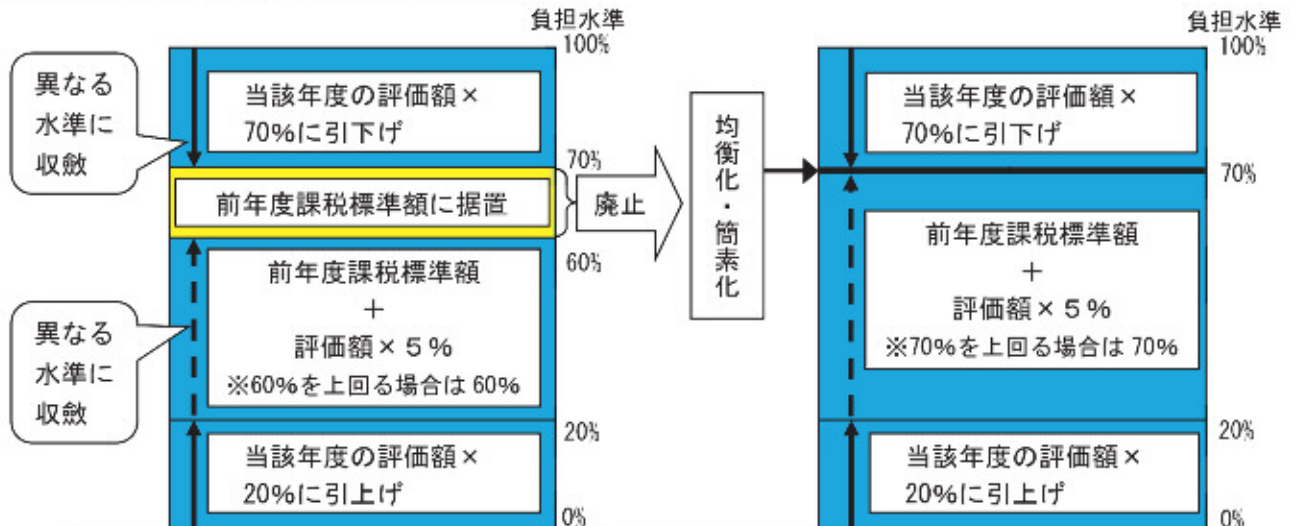 負担水準
100%
異なる
水準に
収斂
当該年度の評価額×
70%に引下げ
70%
前年度課税標準額に据置
廃止
60%
前年度課税標準額
+
評価額×5%
※60%を上回る場合は60%
異なる
水準に
収斂
20%
当該年度の評価額×
20%に引上げ
0%
均衡化・簡素化
負担水準
100%
当該年度の評価額×
70%に引下げ
70%
前年度課税標準額
+
評価額×5%
※70%を上回る場合は70%
20%
当該年度の評価額×
20%に引上げ
0%